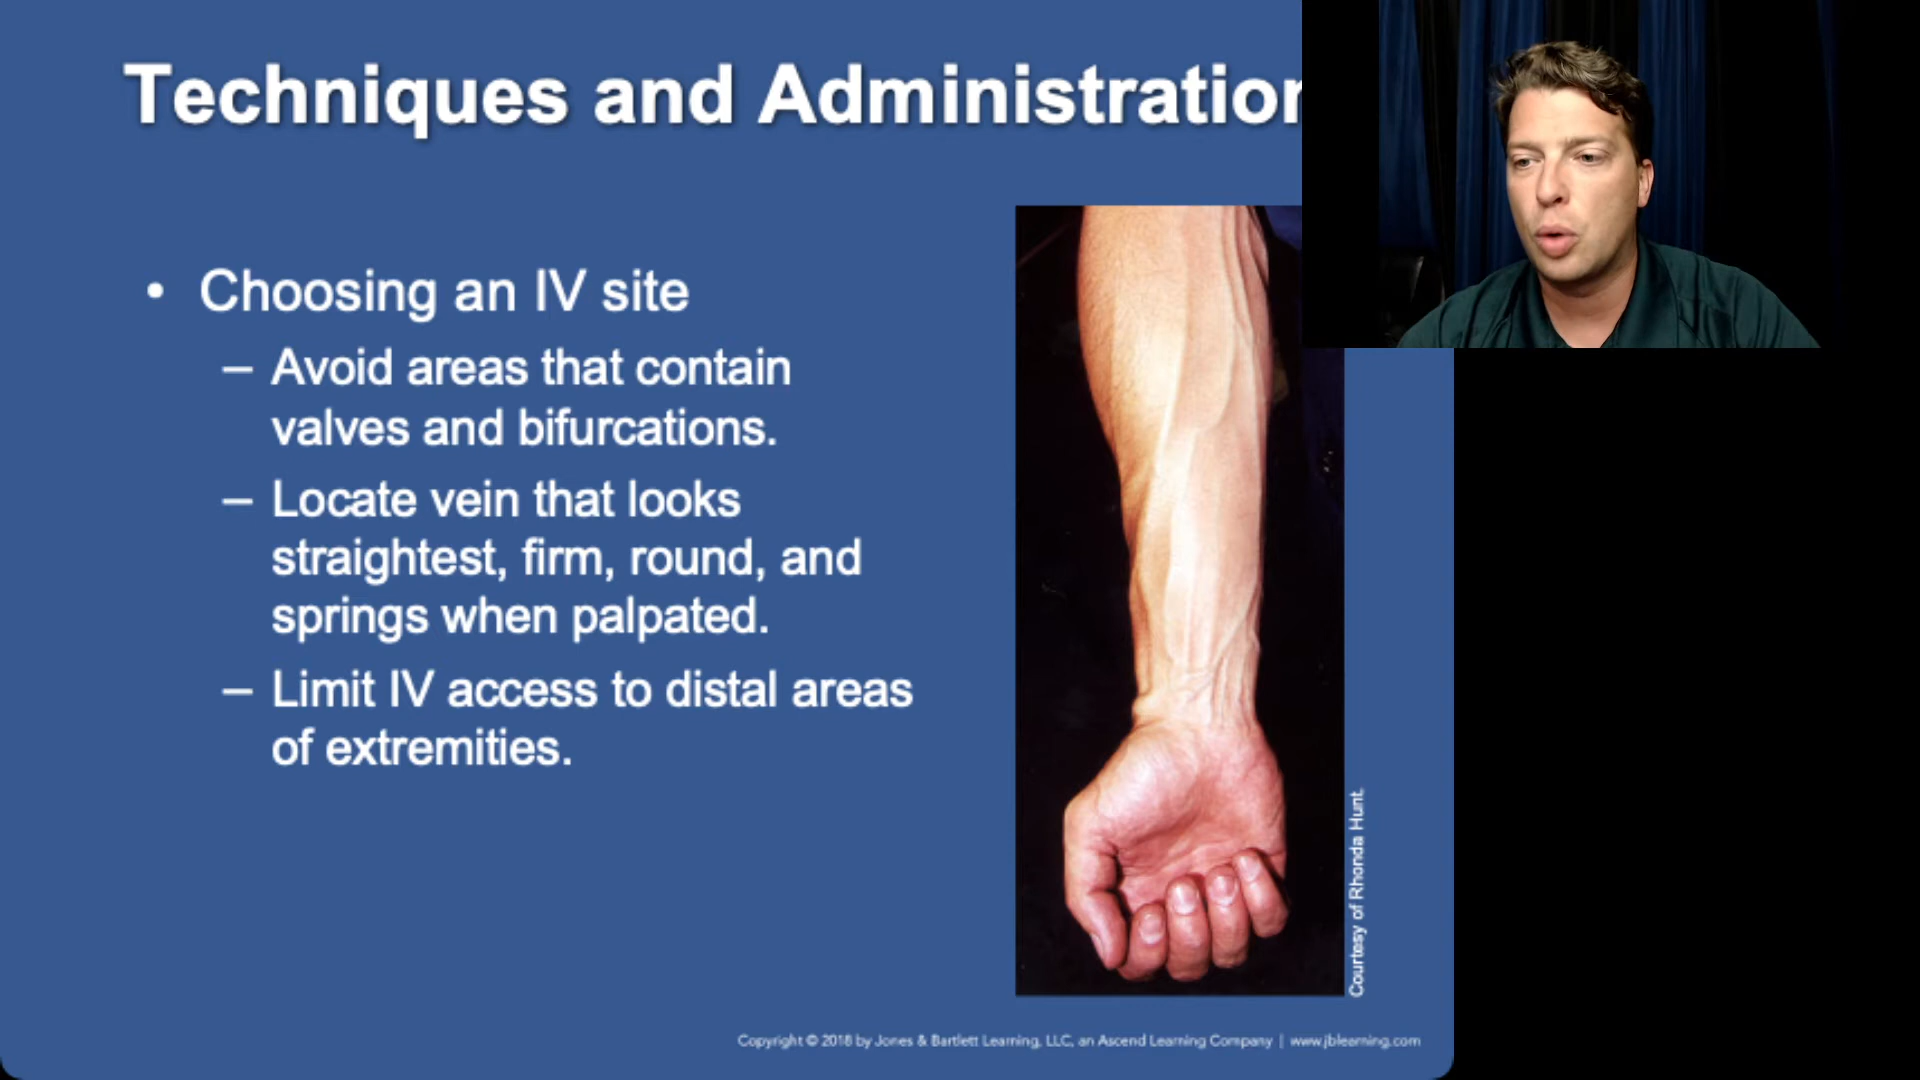 Techniques and Administration
• Choosing an IV site
– Avoid areas that contain
valves and bifurcations.
– Locate vein that looks
straightest, firm, round, and
springs when palpated.
– Limit IV access to distal areas
of extremities.
Courtesy of Rhonda Hunt.
Copyright © 2018 by Jones & Bartlett Learning, LLC, an Ascend Learning Company | www.jblearning.com